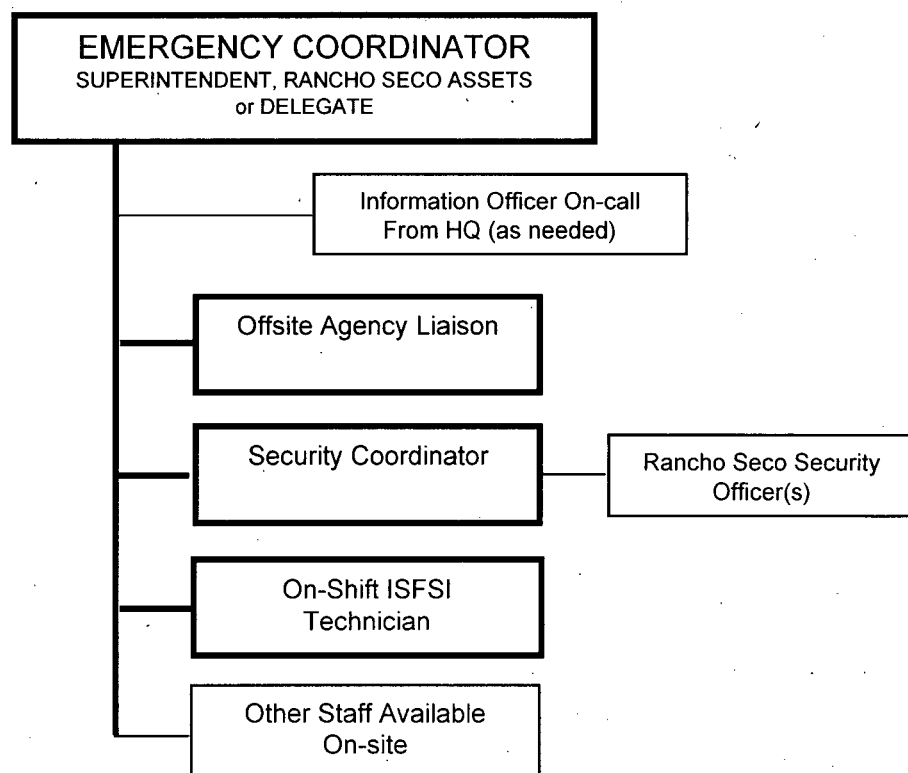 EMERGENCY COORDINATOR
SUPERINTENDENT, RANCHO SECO ASSETS
or DELEGATE
Information Officer On-call
From HQ (as needed)
Offsite Agency Liaison
Security Coordinator
Rancho Seco Security
Officer(s)
On-Shift ISFSI
Technician
Other Staff Available
On-site